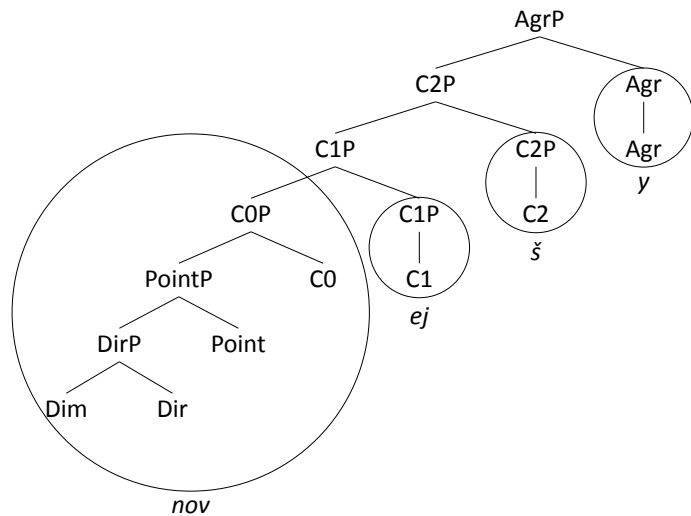 AgrP
C2P Agr
C1P C2P Agr
C0P C1P C2 y
PointP C0 C1 š
DirP Point ej
Dim Dir
nov